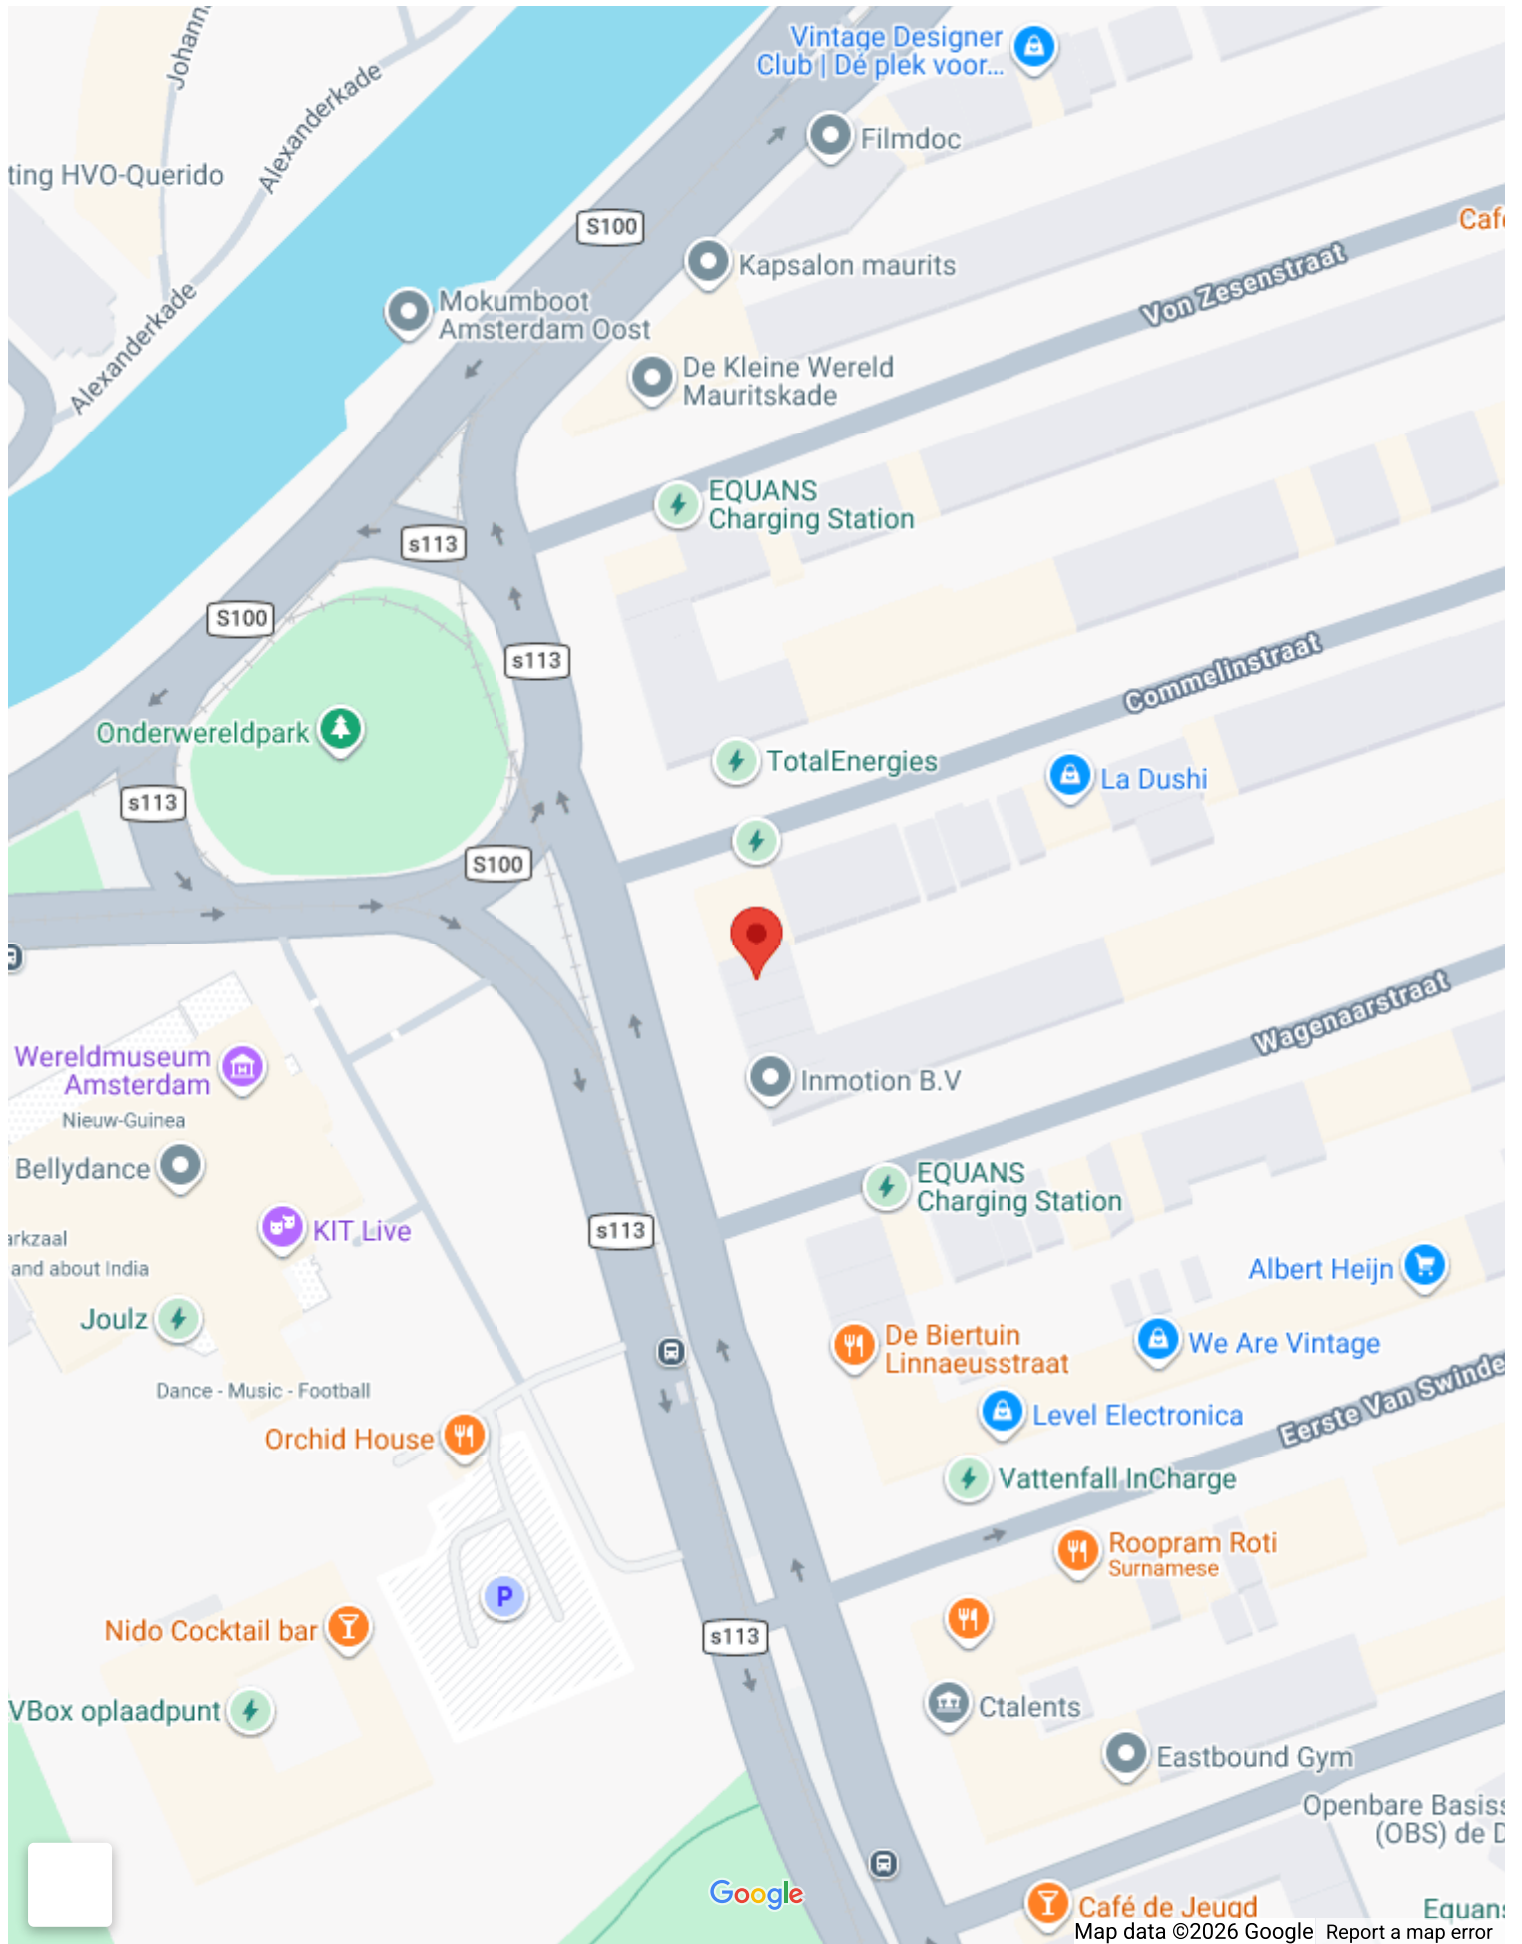 Johann
Vintage Designer
Club | Dé plek voor...
Alexanderkade
Filmdoc
ting HVO-Querido
S100
Café
Kapsalon maurits
Von Zesenstraat
Mokumboot
Amsterdam Oost
Alexanderkade
De Kleine Wereld
Mauritskade
EQUANS
Charging Station
s113
S100
s113
Commelinstraat
Onderwereldpark
TotalEnergies
La Dushi
s113
S100
Wagenaarstraat
Wereldmuseum
Amsterdam
Inmotion B.V
Nieuw-Guinea
Bellydance
EQUANS
Charging Station
s113
KIT Live
arkzaal
and about India
Albert Heijn
Joulz
De Biertuin
Linnaeusstraat
We Are Vintage
Dance - Music - Football
Eerste Van Swinde
Level Electronica
Orchid House
Vattenfall InCharge
Roopram Roti
Surnamese
P
Nido Cocktail bar
s113
VBox oplaadpunt
Ctalents
Eastbound Gym
Openbare Basiss
(OBS) de D
Google
Café de Jeugd
Equans
Map data ©2026 Google Report a map error